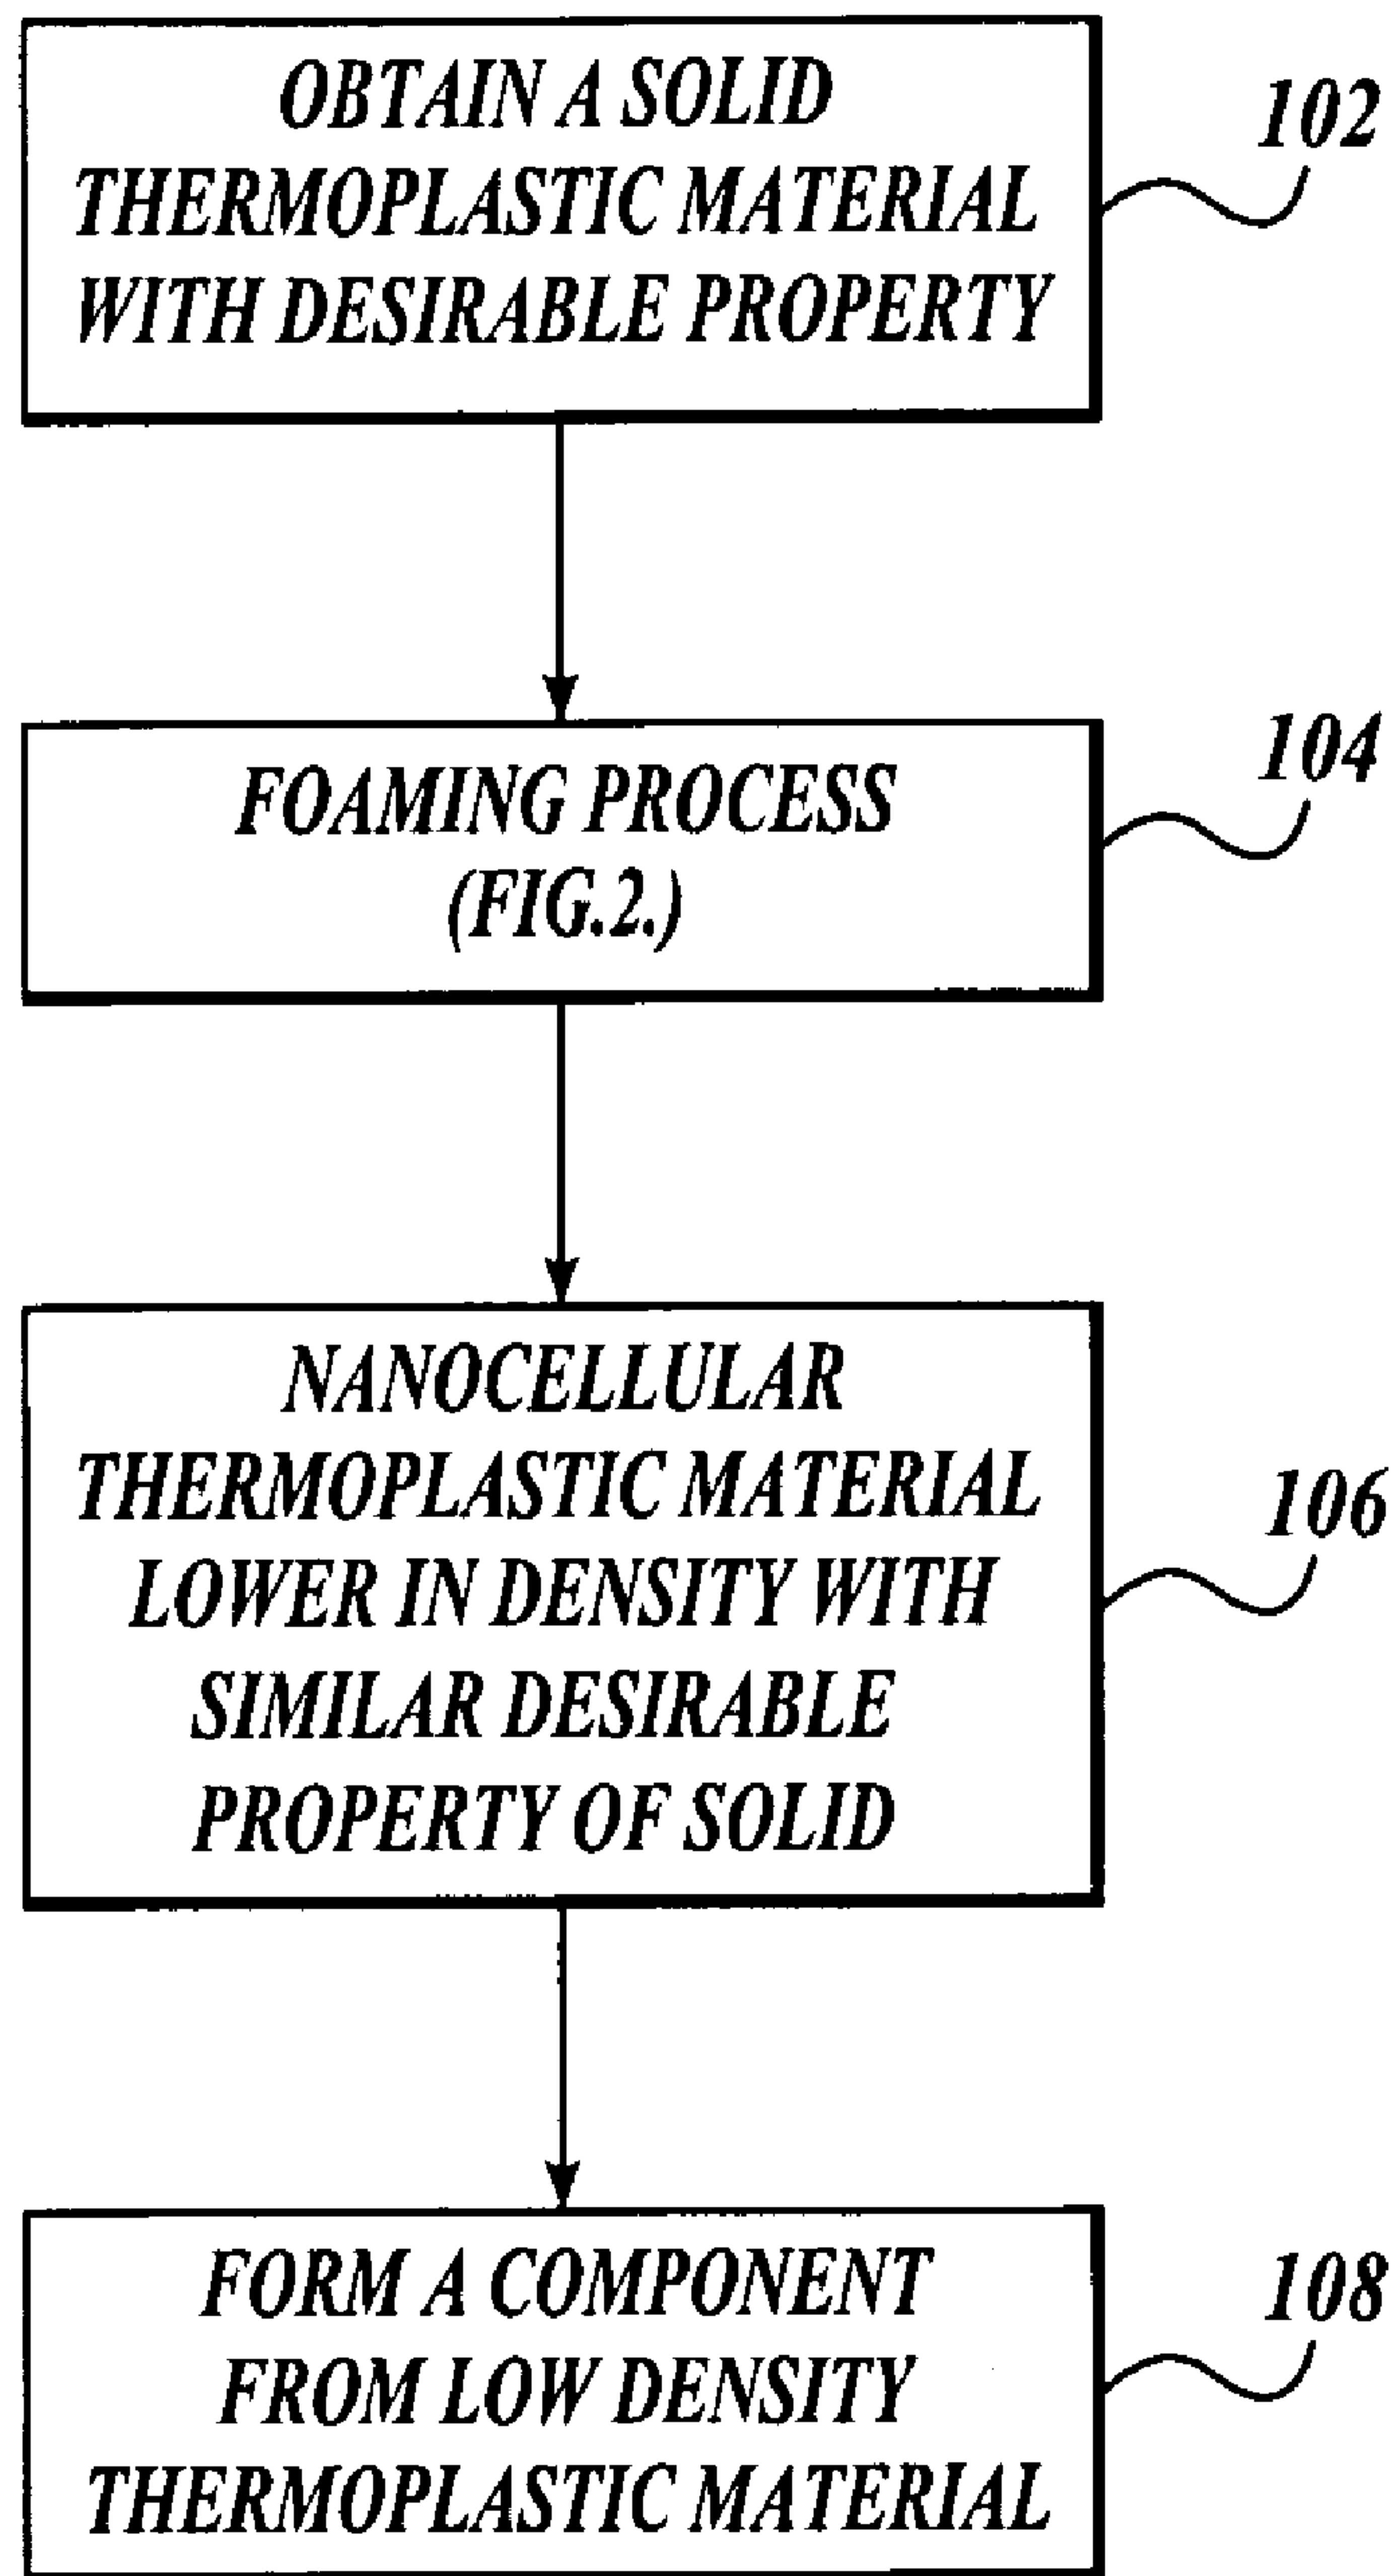 OBTAIN A SOLID
THERMOPLASTIC MATERIAL
WITH DESIRABLE PROPERTY
102
FOAMING PROCESS
(FIG.2.)
104
NANOCELLULAR
THERMOPLASTIC MATERIAL
LOWER IN DENSITY WITH
SIMILAR DESIRABLE
PROPERTY OF SOLID
106
FORM A COMPONENT
FROM LOW DENSITY
THERMOPLASTIC MATERIAL
108